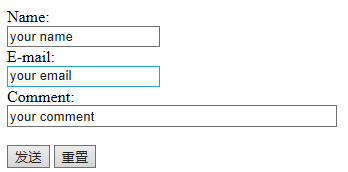 Name:
your name
E-mail:
your email
Comment:
your comment
发送 重置